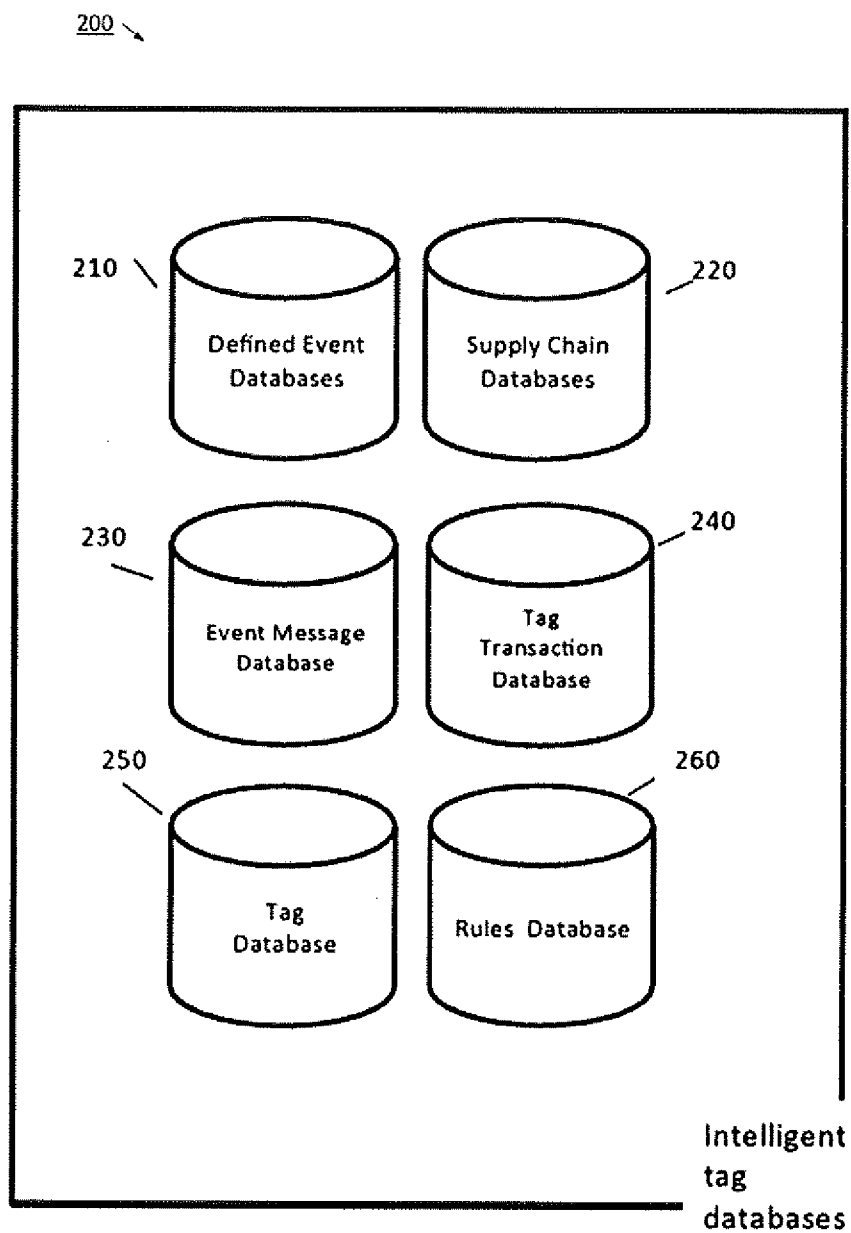 200
210
220
Defined Event
Databases
Supply Chain
Databases
230
240
Event Message
Database
Tag
Transaction
Database
250
260
Tag
Database
Rules Database
Intelligent
tag
databases